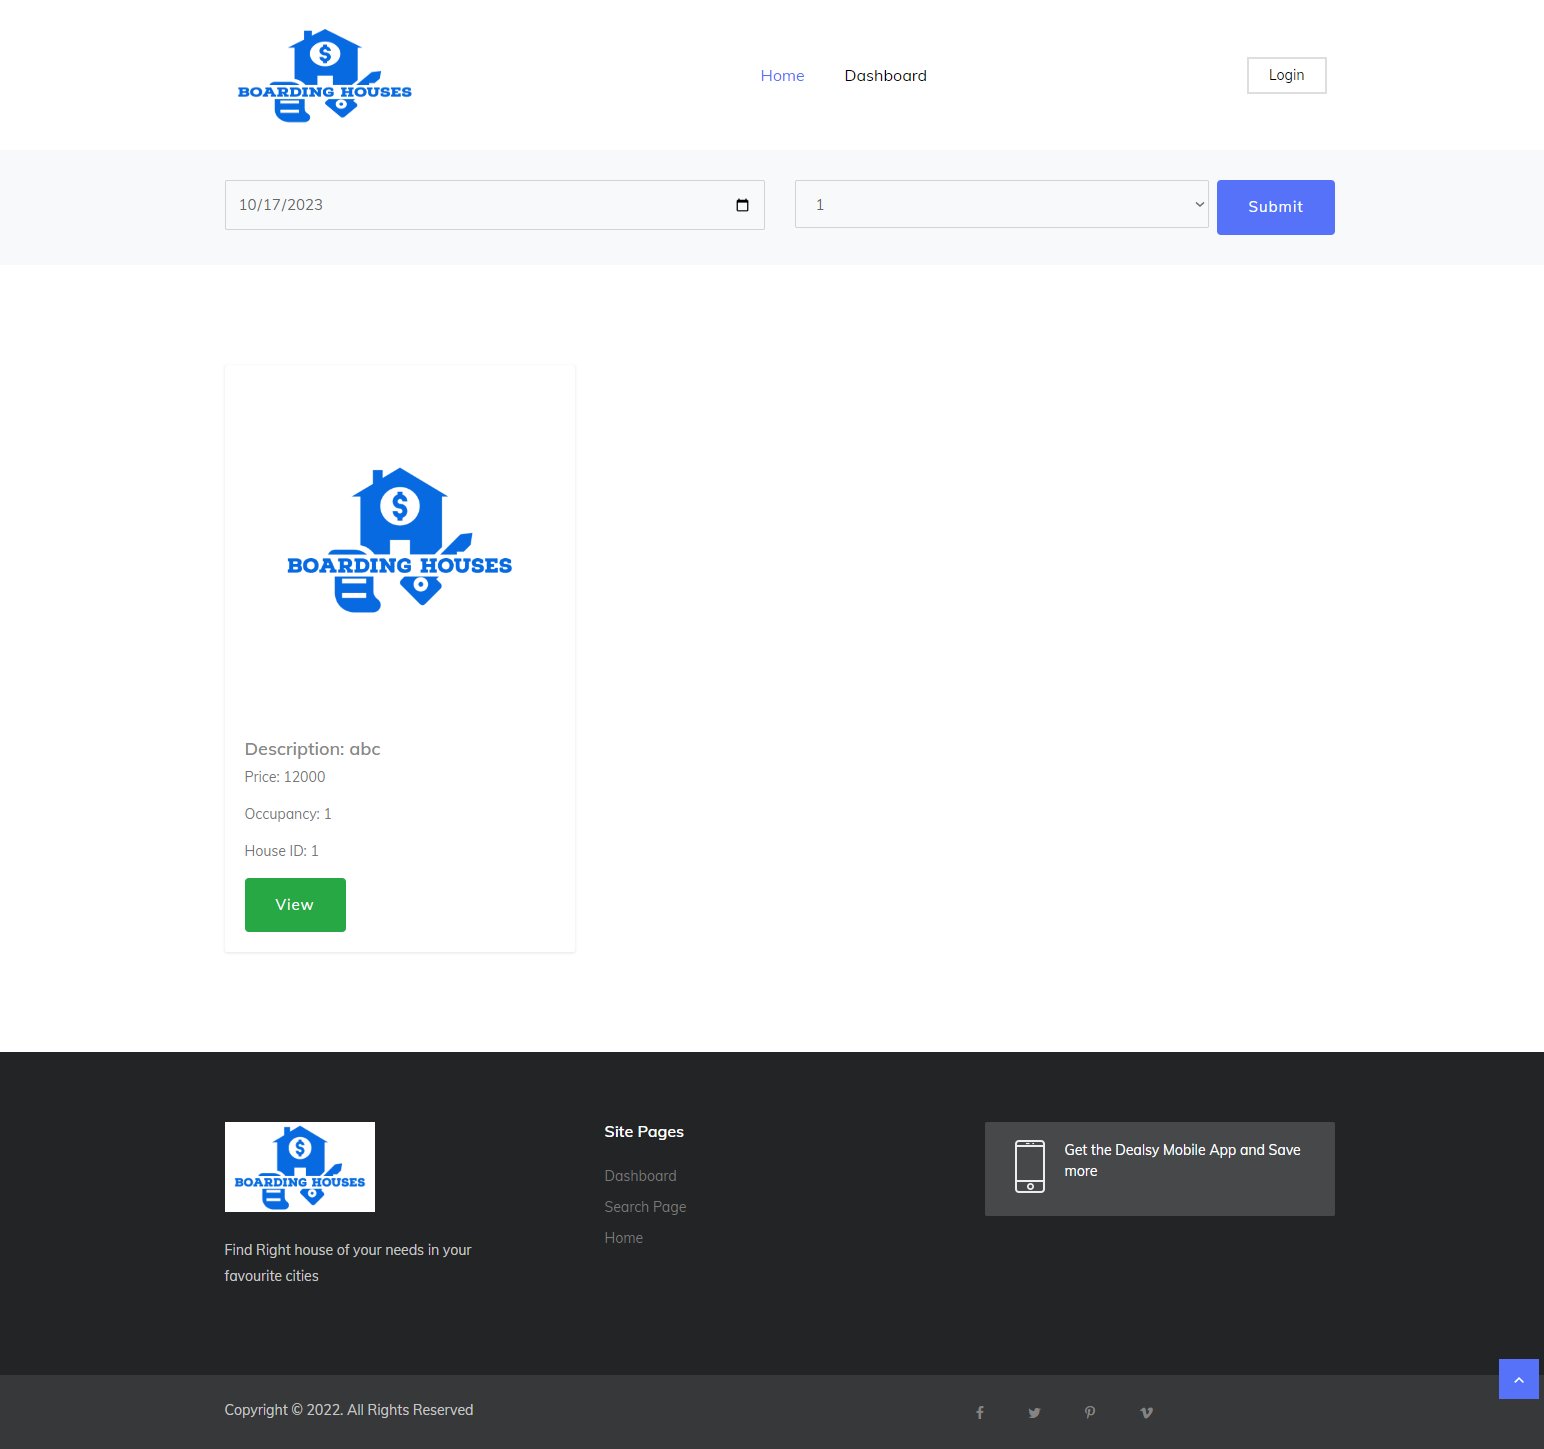 $
BOARDING HOUSES
Home
Dashboard
Login
10/17/2023
1
Submit
$
BOARDING HOUSES
Description: abc
Price: 12000
Occupancy: 1
House ID: 1
View
$
BOARDING HOUSES
Find Right house of your needs in your
favourite cities
Site Pages
Dashboard
Search Page
Home
Get the Dealsy Mobile App and Save
more
Copyright © 2022. All Rights Reserved